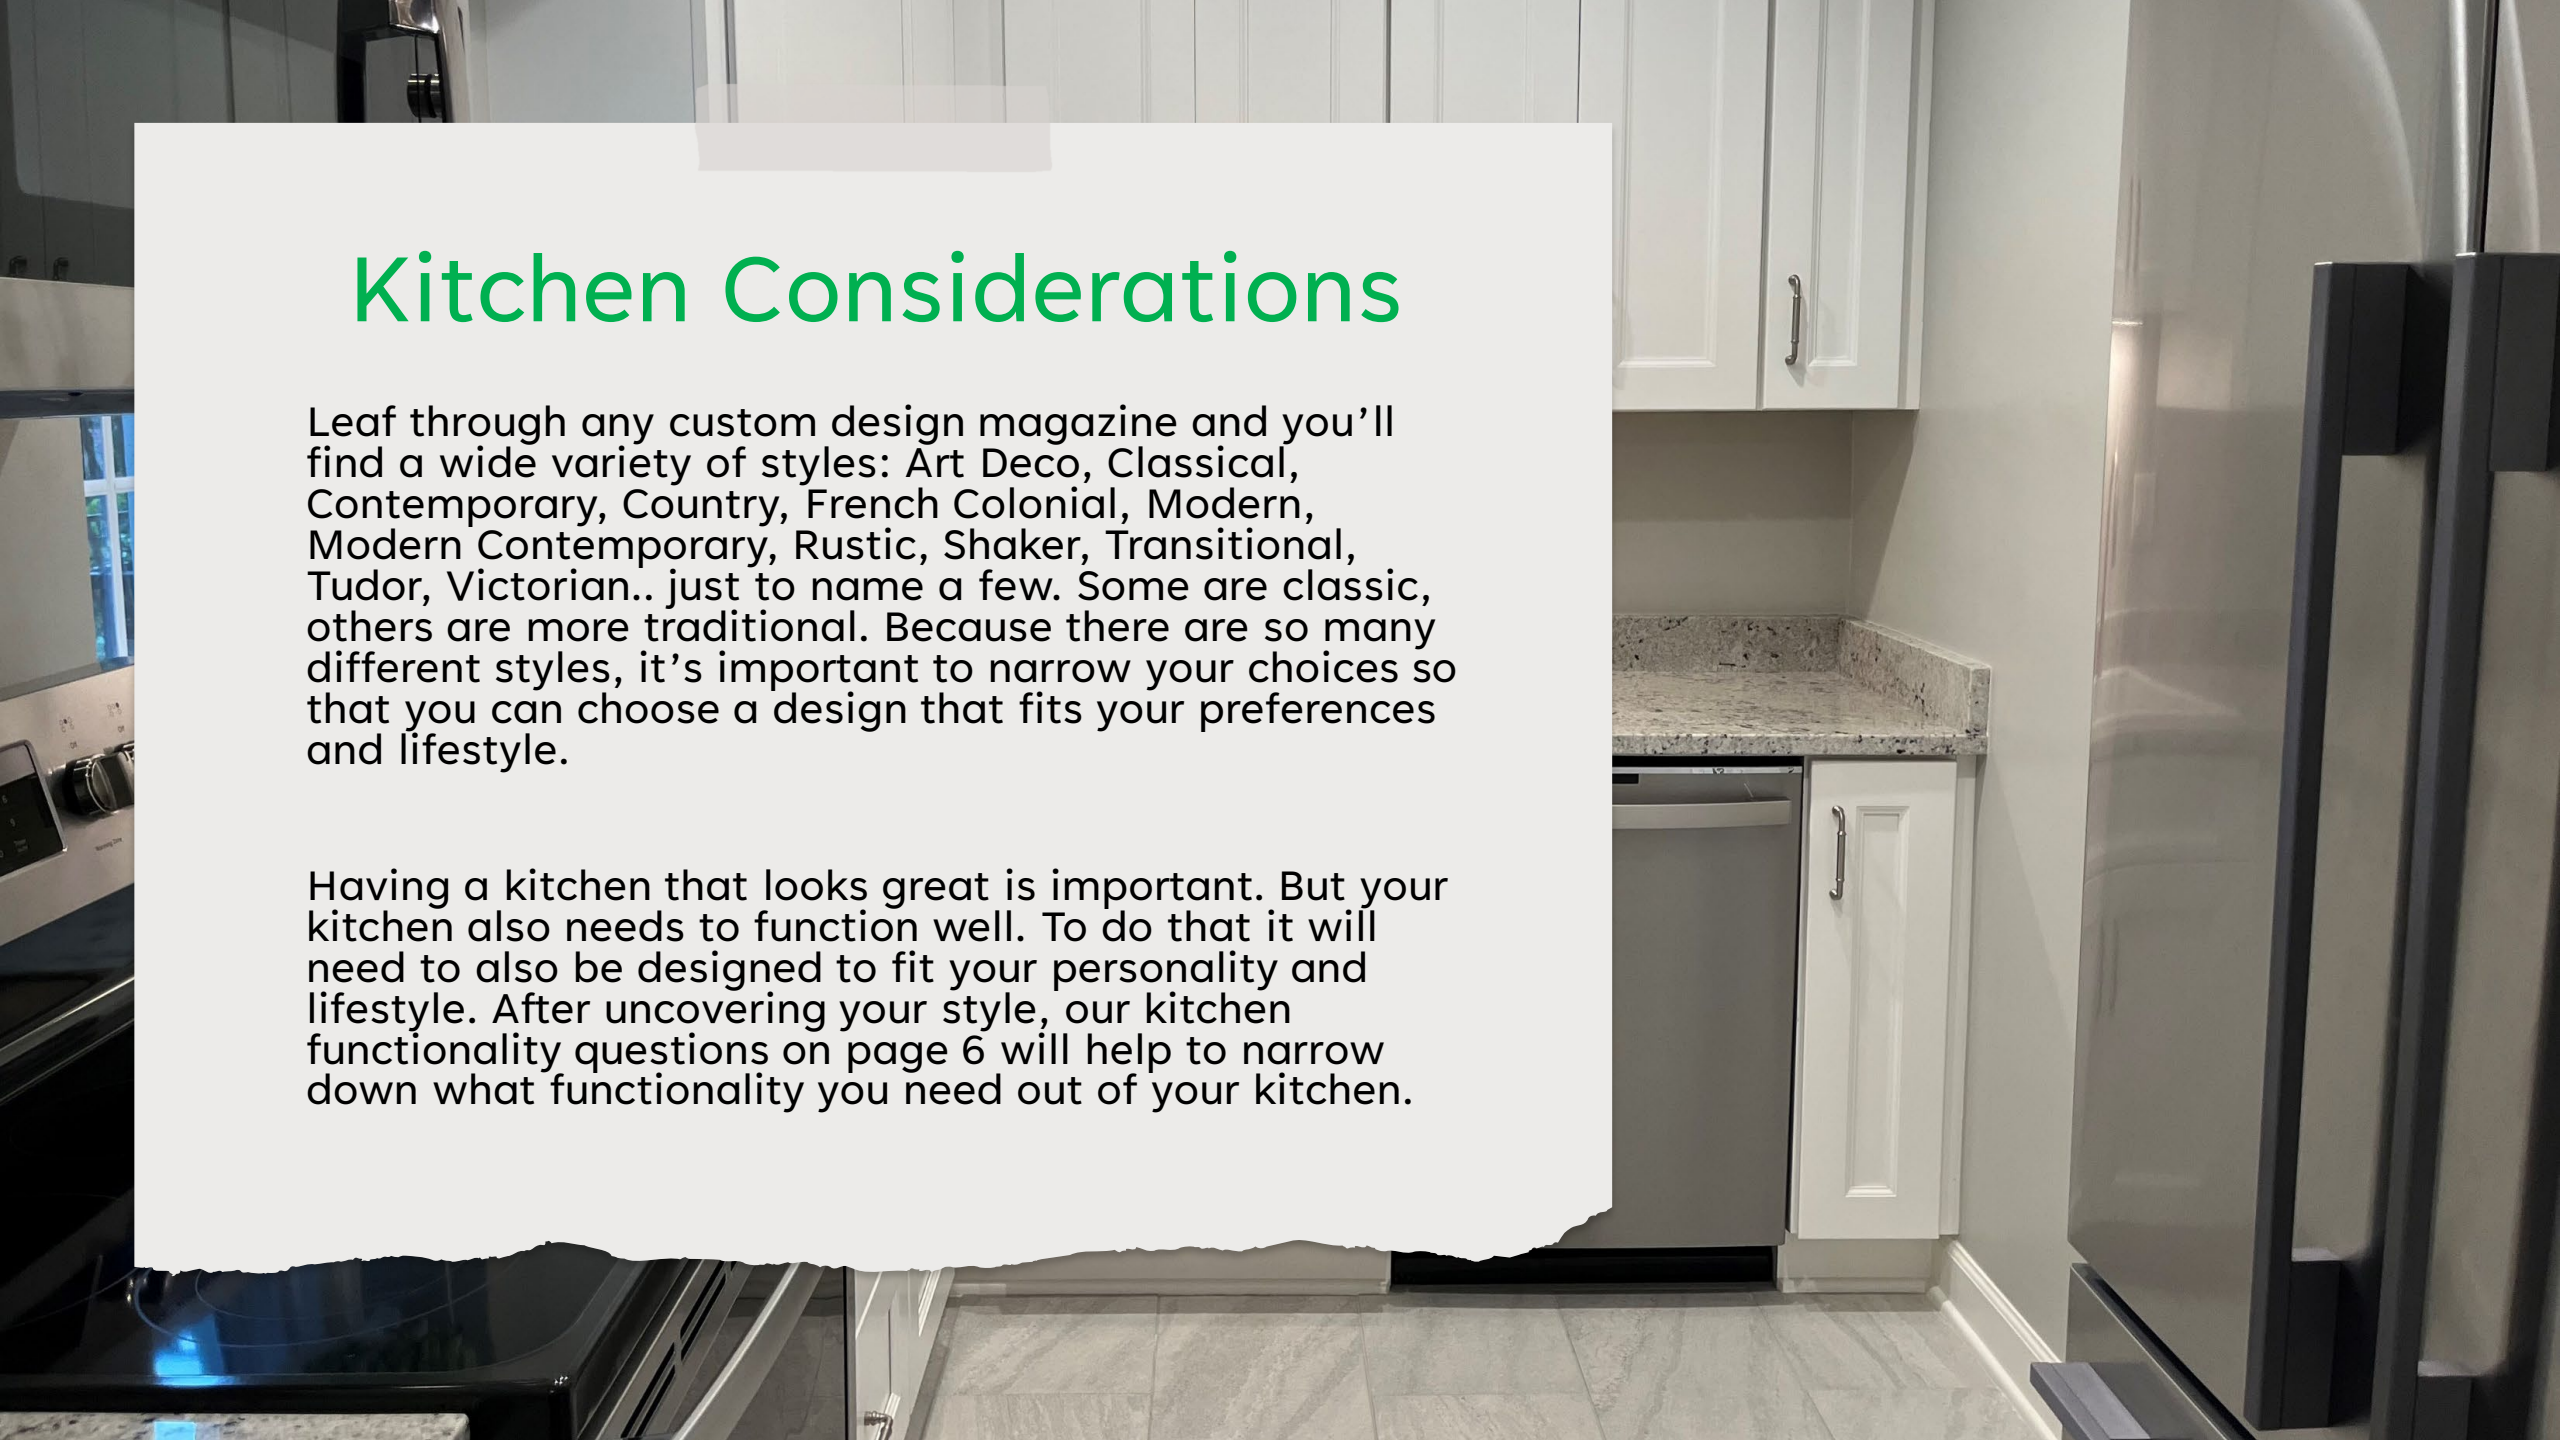 Kitchen Considerations
Leaf through any custom design magazine and you’ll
find a wide variety of styles: Art Deco, Classical,
Contemporary, Country, French Colonial, Modern,
Modern Contemporary, Rustic, Shaker, Transitional,
Tudor, Victorian.. just to name a few. Some are classic,
others are more traditional. Because there are so many
different styles, it’s important to narrow your choices so
that you can choose a design that fits your preferences
and lifestyle.
Having a kitchen that looks great is important. But your
kitchen also needs to function well. To do that it will
need to also be designed to fit your personality and
lifestyle. After uncovering your style, our kitchen
functionality questions on page 6 will help to narrow
down what functionality you need out of your kitchen.